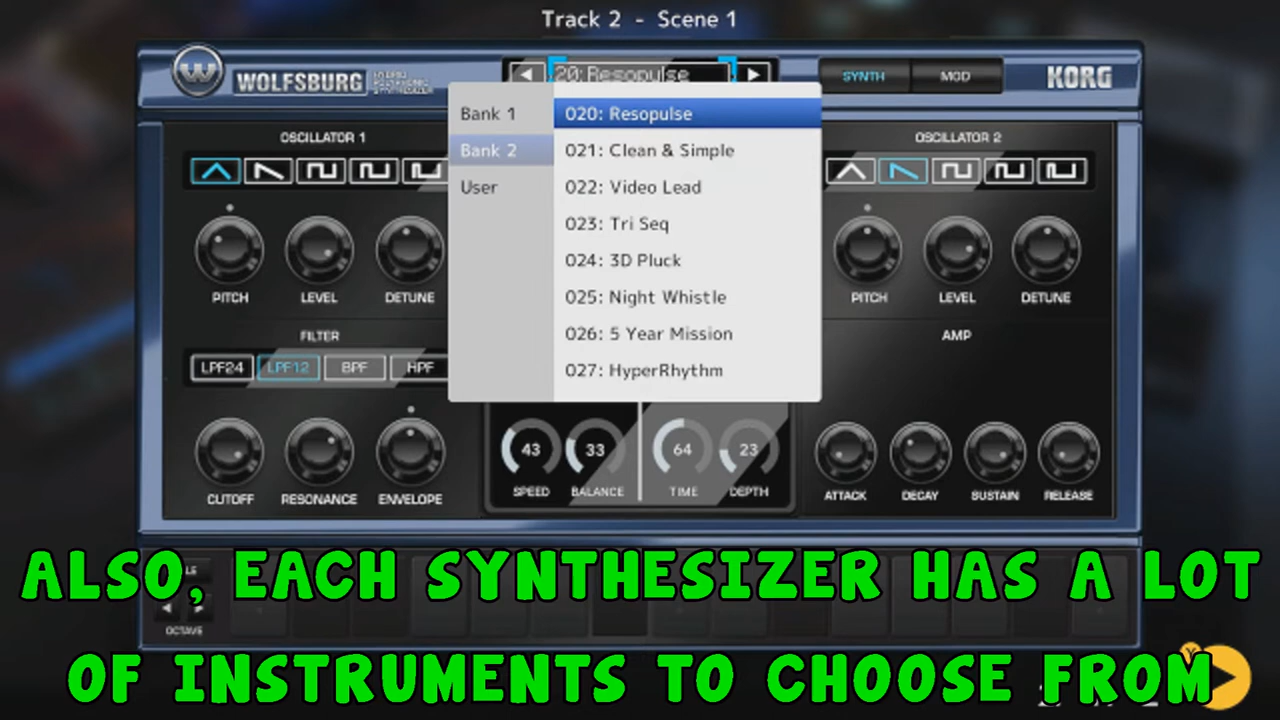 Track 2 - Scene 1
WOLFSBURG
20: Resopulse
SYNTH
MOD
KORG
Bank 1
Bank 2
User
020: Resopulse
021: Clean & Simple
022: Video Lead
023: Tri Seq
024: 3D Pluck
025: Night Whistle
026: 5 Year Mission
027: HyperRhythm
OSCILLATOR 1
PITCH
LEVEL
DETUNE
OSCILLATOR 2
PITCH
LEVEL
DETUNE
FILTER
LPF24
LPF12
BPF
HPF
CUTOFF
RESONANCE
ENVELOPE
43
33
64
23
SPEED
BALANCE
TIME
DEPTH
AMP
ATTACK
DECAY
SUSTAIN
RELEASE
OCTAVE
ALSO, EACH SYNTHESIZER HAS A LOT
OF INSTRUMENTS TO CHOOSE FROM